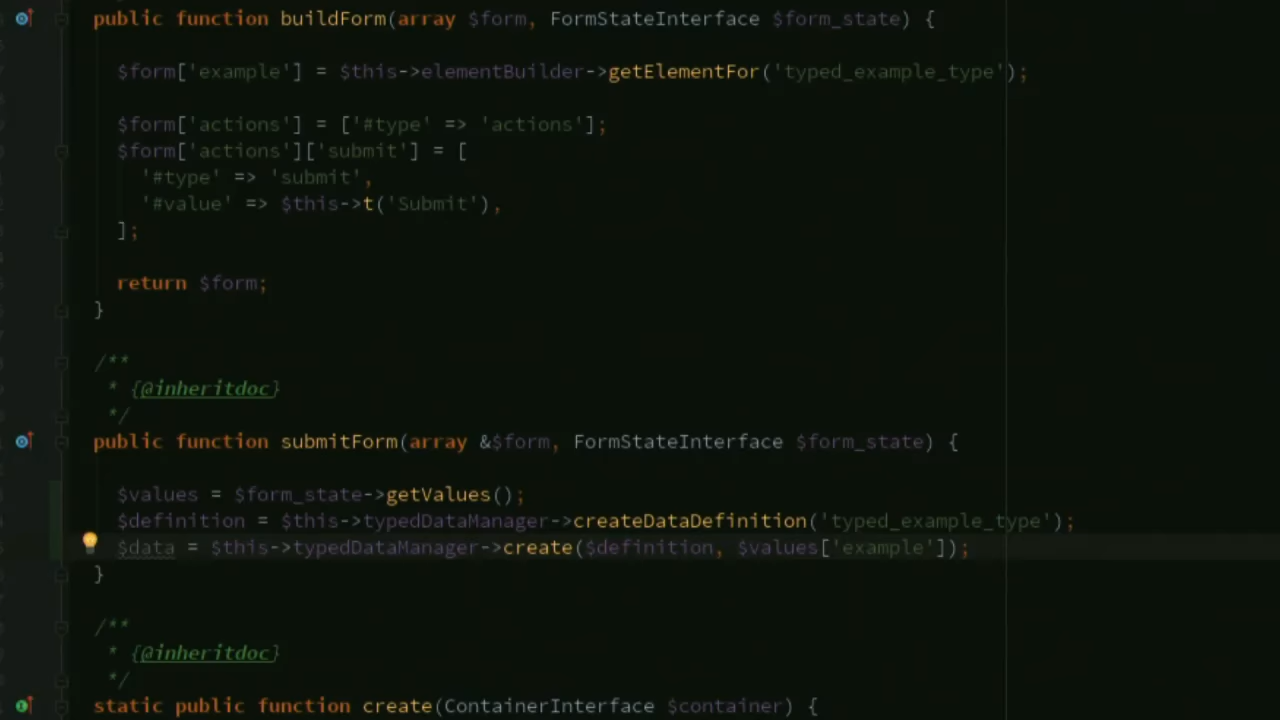 public function buildForm(array $form, FormStateInterface $form_state) {
$form['example'] = $this->elementBuilder->getElementFor('typed_example_type');
$form['actions'] = ['#type' => 'actions'];
$form['actions']['submit'] = [
'#type' => 'submit',
'#value' => $this->t('Submit'),
];
return $form;
}
/**
* {@inheritdoc}
*/
public function submitForm(array &$form, FormStateInterface $form_state) {
$values = $form_state->getValues();
$definition = $this->typedDataManager->createDataDefinition('typed_example_type');
$data = $this->typedDataManager->create($definition, $values['example']);
}
/**
* {@inheritdoc}
*/
static public function create(ContainerInterface $container) {